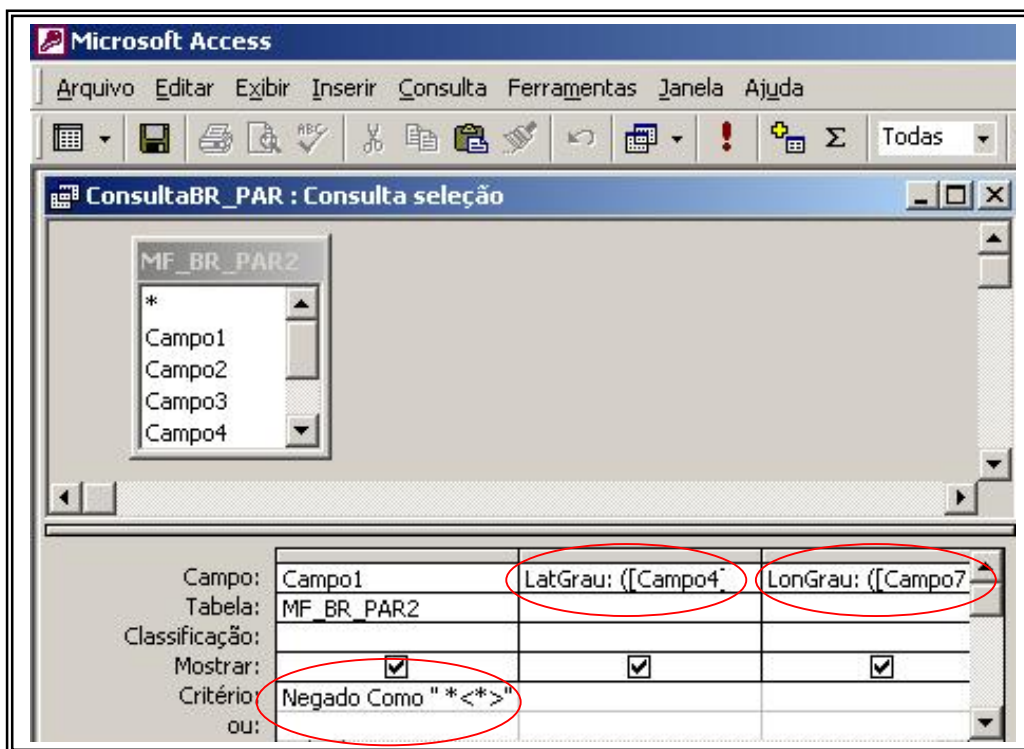 Microsoft Access
Arquivo Editar Exibir Inserir Consulta Ferramentas Janela Ajuda
ABC Σ Todas
ConsultaBR_PAR : Consulta seleção
MF_BR_PAR2
*
Campo1
Campo2
Campo3
Campo4
Campo: Campo1 LatGrau: ([Campo4] LonGrau: ([Campo7
Tabela: MF_BR_PAR2
Classificação:
Mostrar:
Critério: Negado Como " *<*>"
ou: